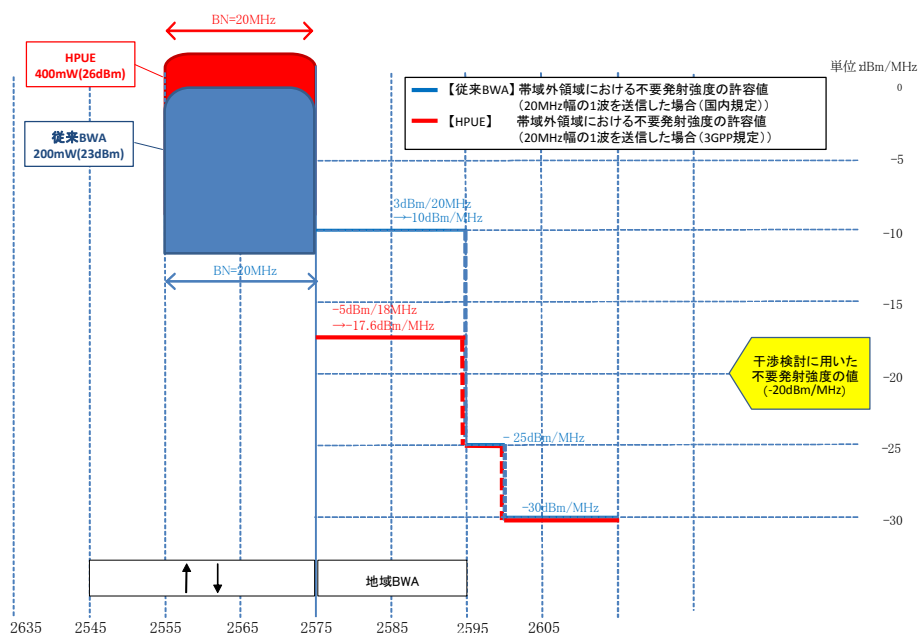 BN=20MHz
HPUE
400mW(26dBm)
従来BWA
200mW(23dBm)
BN=20MHz
単位:dBm/MHz
【従来BWA】帯域外領域における不要発射強度の許容値
(20MHz幅の1波を送信した場合(国内規定))
【HPUE】 帯域外領域における不要発射強度の許容値
(20MHz幅の1波を送信した場合(3GPP規定))
0
-5
-10
-15
-20
-25
-30
3dBm/20MHz
→-10dBm/MHz
-5dBm/18MHz
→-17.6dBm/MHz
干渉検討に用いた
不要発射強度の値
(-20dBm/MHz)
-25dBm/MHz
-30dBm/MHz
地域BWA
2635
2545
2555
2565
2575
2585
2595
2605